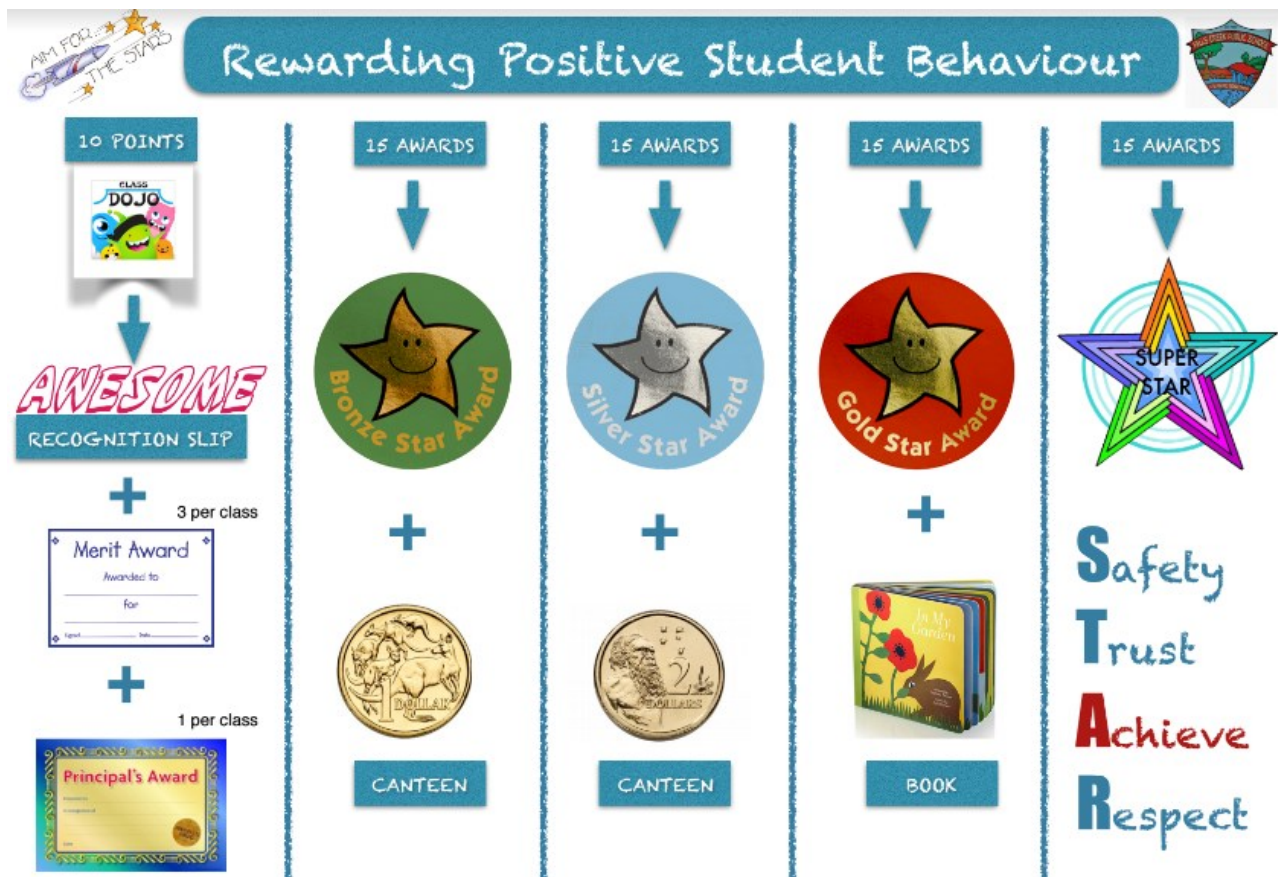 AIM FOR
THE STARS
Rewarding Positive Student Behaviour
10 POINTS
CLASS
DOJO
AWESOME
RECOGNITION SLIP
3 per class
Merit Award
Awarded to
for
1 per class
Principal's Award
15 AWARDS
Bronze Star Award
1 DOLLAR
CANTEEN
15 AWARDS
Silver Star Award
2
DOLLARS
CANTEEN
15 AWARDS
Gold Star Award
In My
Garden
BOOK
15 AWARDS
SUPER
STAR
Safety
Trust
Achieve
Respect